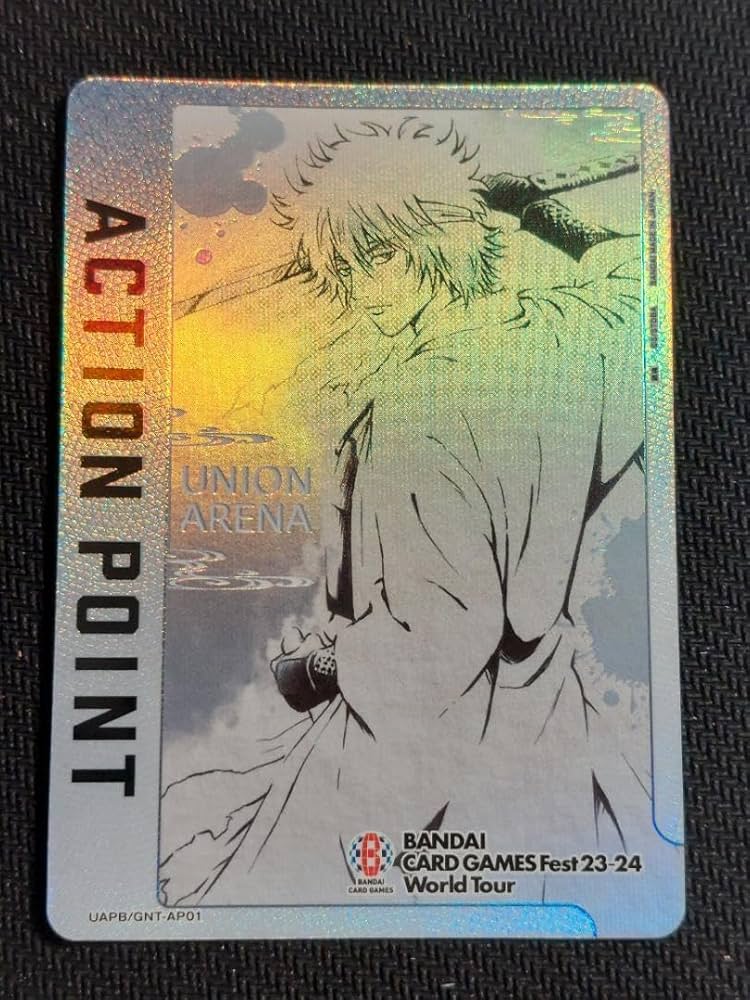 ACTION POINT
UNION
ARENA
BANDAI
CARD GAMES
BANDAI
CARD GAMES Fest 23-24
World Tour
UAPB/GNT-AP01